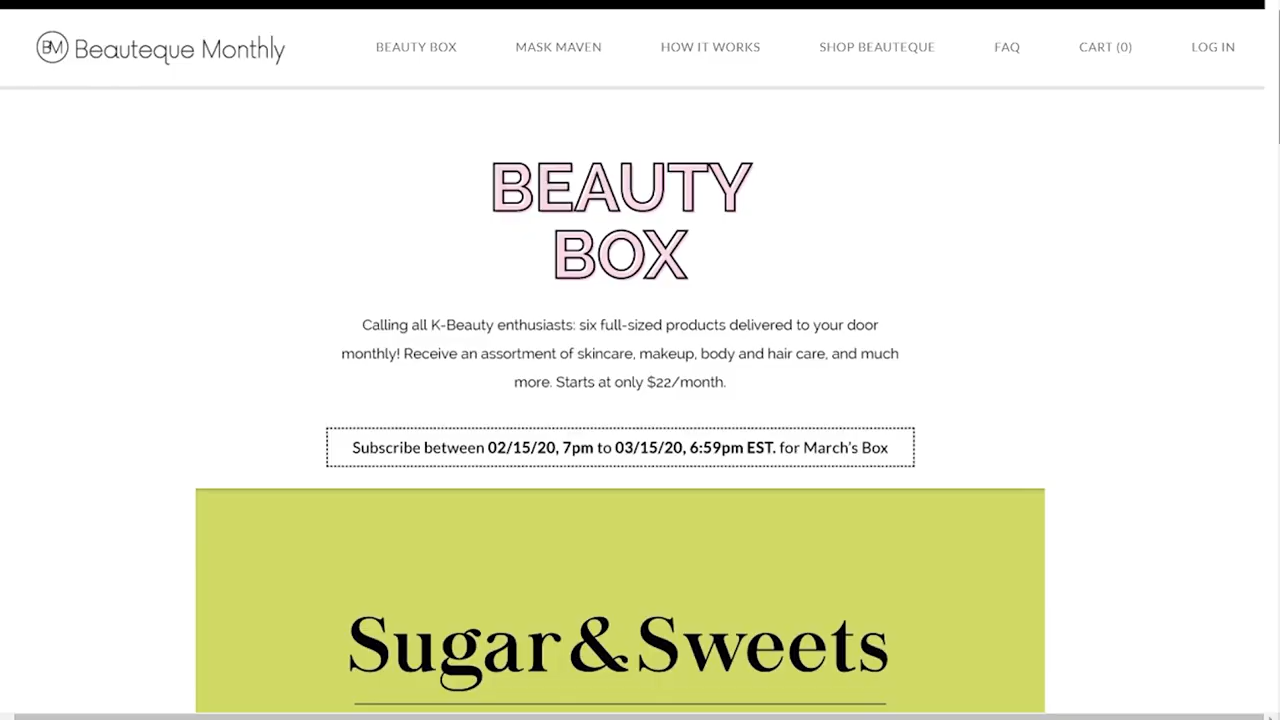 BM Beauteque Monthly BEAUTY BOX MASK MAVEN HOW IT WORKS SHOP BEAUTEQUE FAQ CART (0) LOG IN
BEAUTY
BOX
Calling all K-Beauty enthusiasts: six full-sized products delivered to your door
monthly! Receive an assortment of skincare, makeup, body and hair care, and much
more. Starts at only $22/month.
Subscribe between 02/15/20, 7pm to 03/15/20, 6:59pm EST. for March's Box
Sugar & Sweets